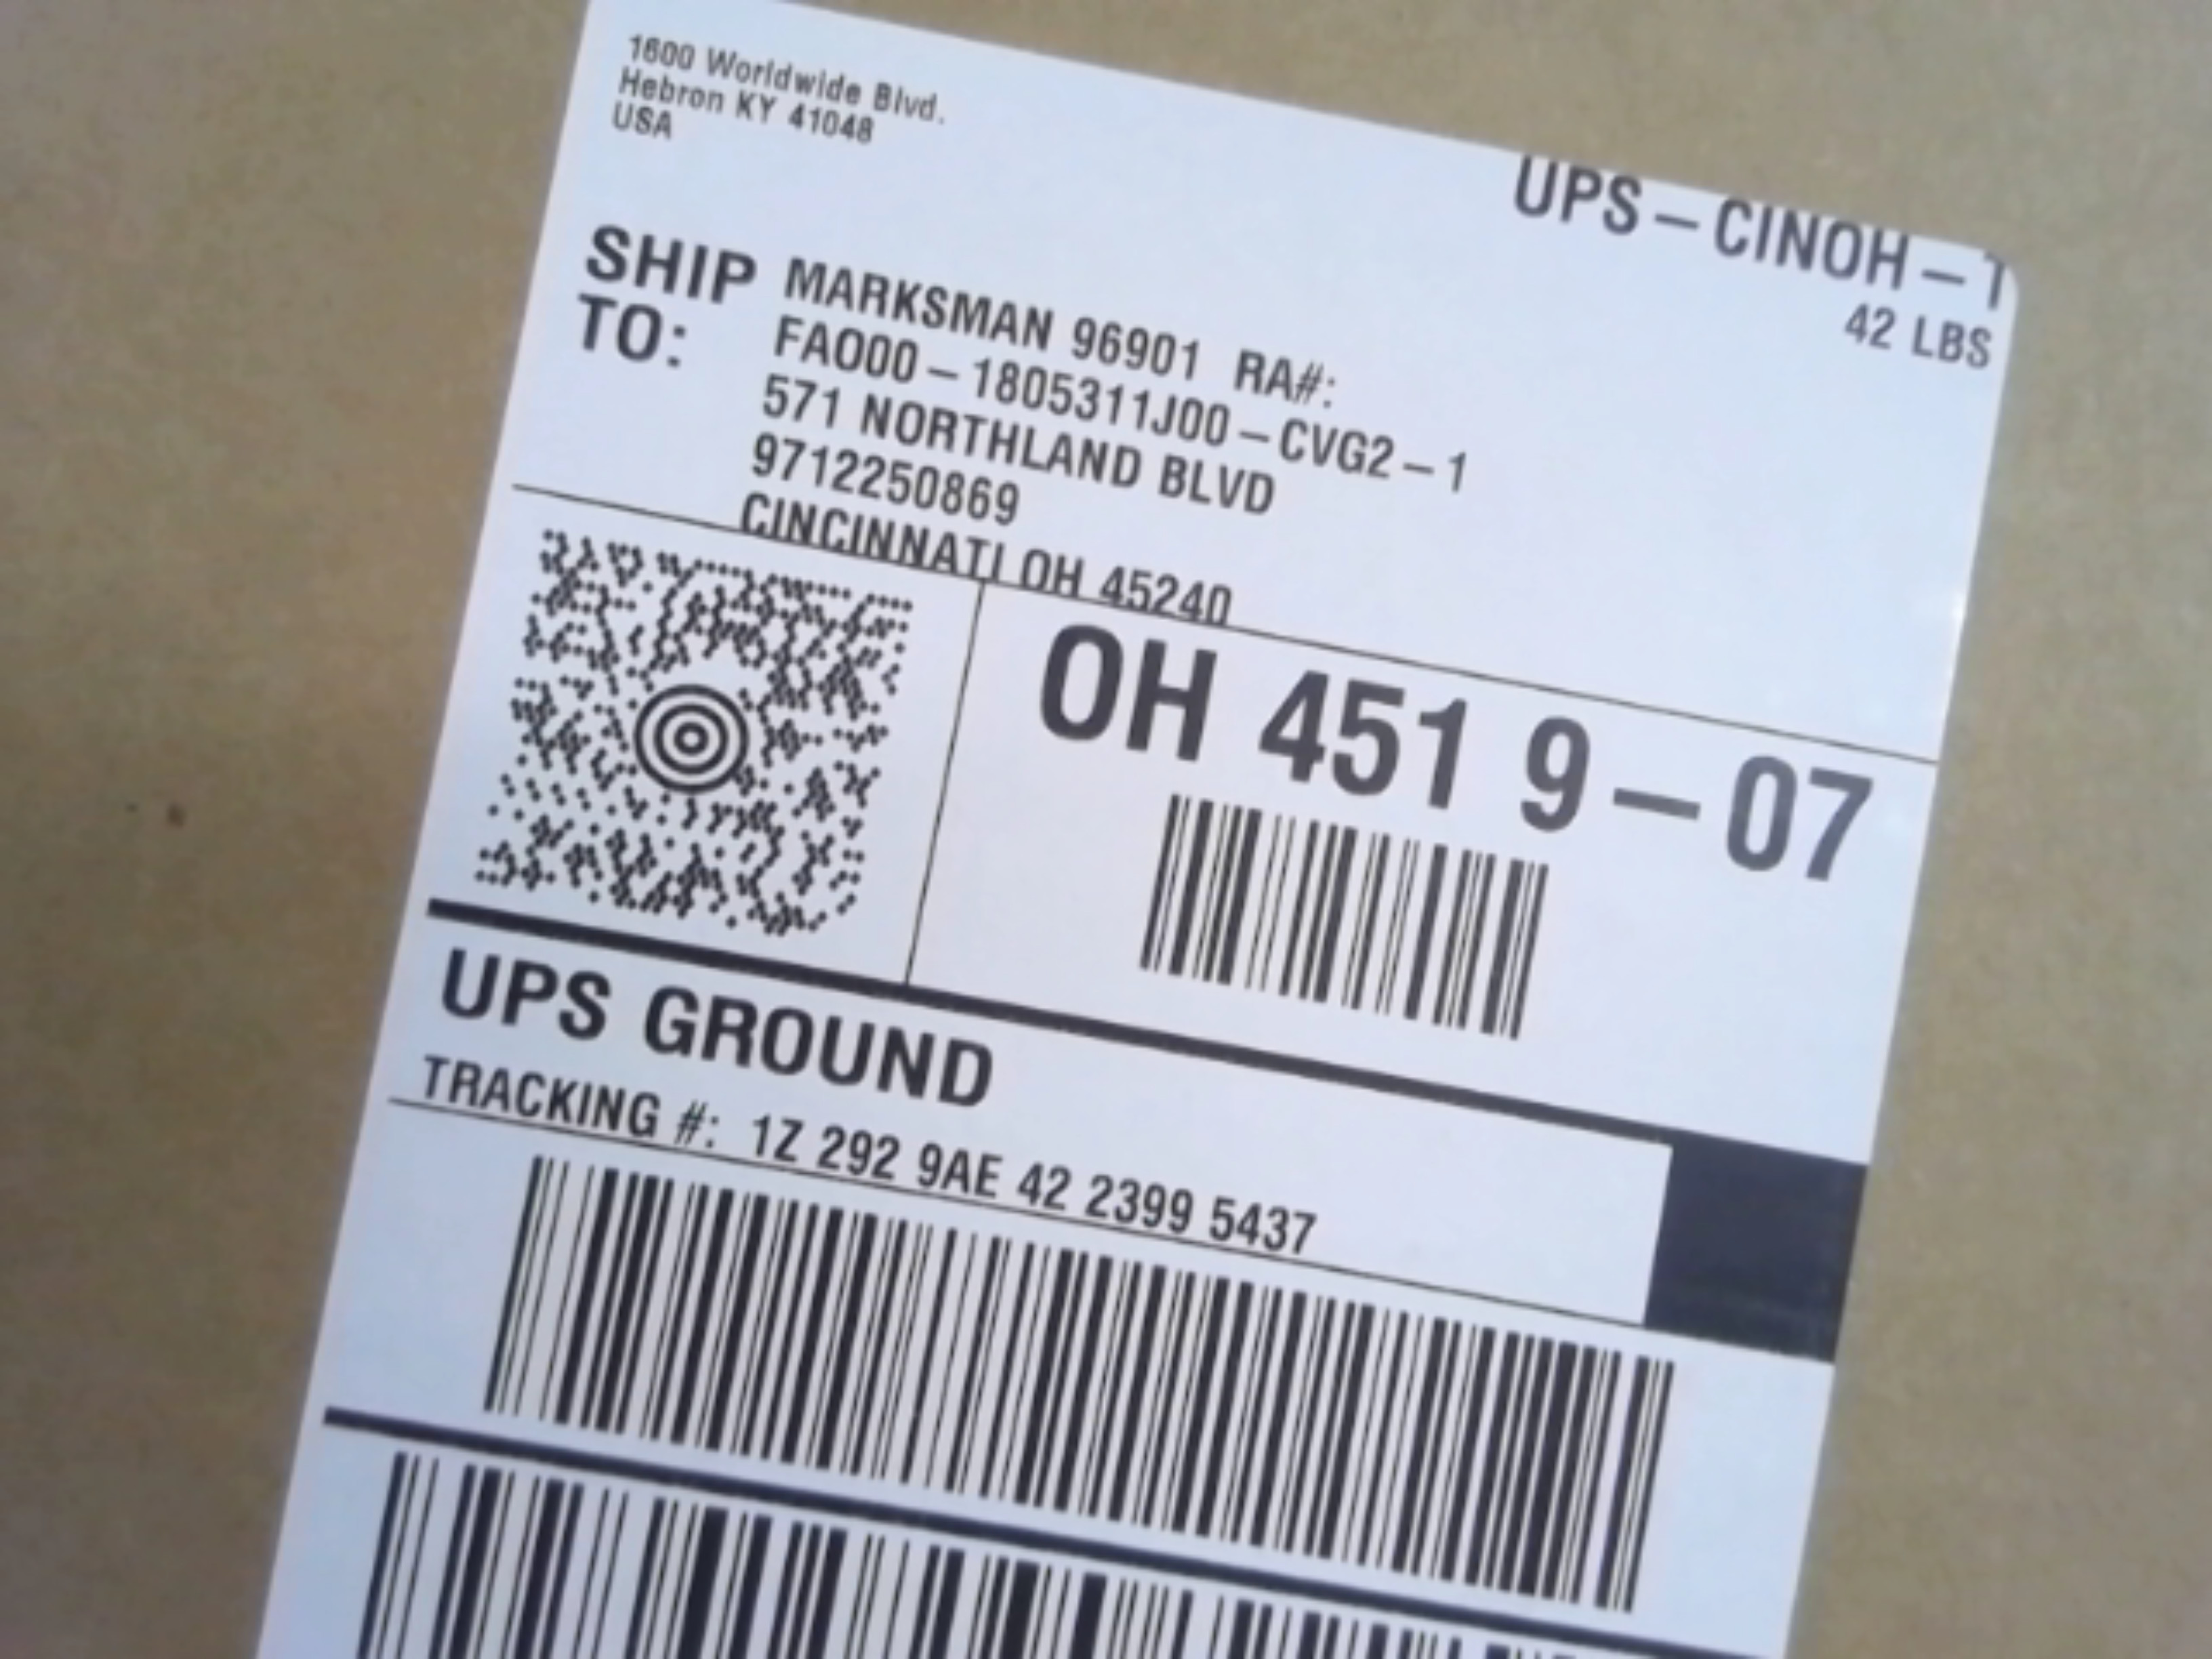 1600 Worldwide Blvd.
Hebron KY 41048
USA
UPS-CINOH-1
42 LBS
SHIP TO:
MARKSMAN 96901 RA#:
FAO00-1805311J00-CVG2-1
571 NORTHLAND BLVD
9712250869
CINCINNATI OH 45240
OH 451 9-07
UPS GROUND
TRACKING #: 1Z 292 9AE 42 2399 5437